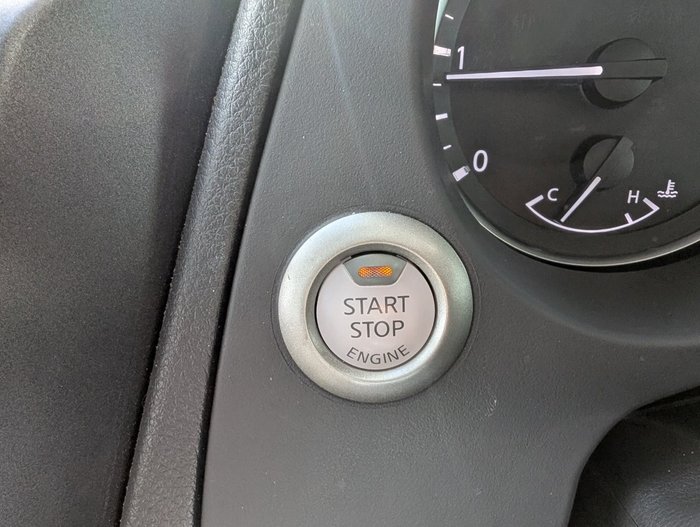 1
0
C H
START
STOP
ENGINE